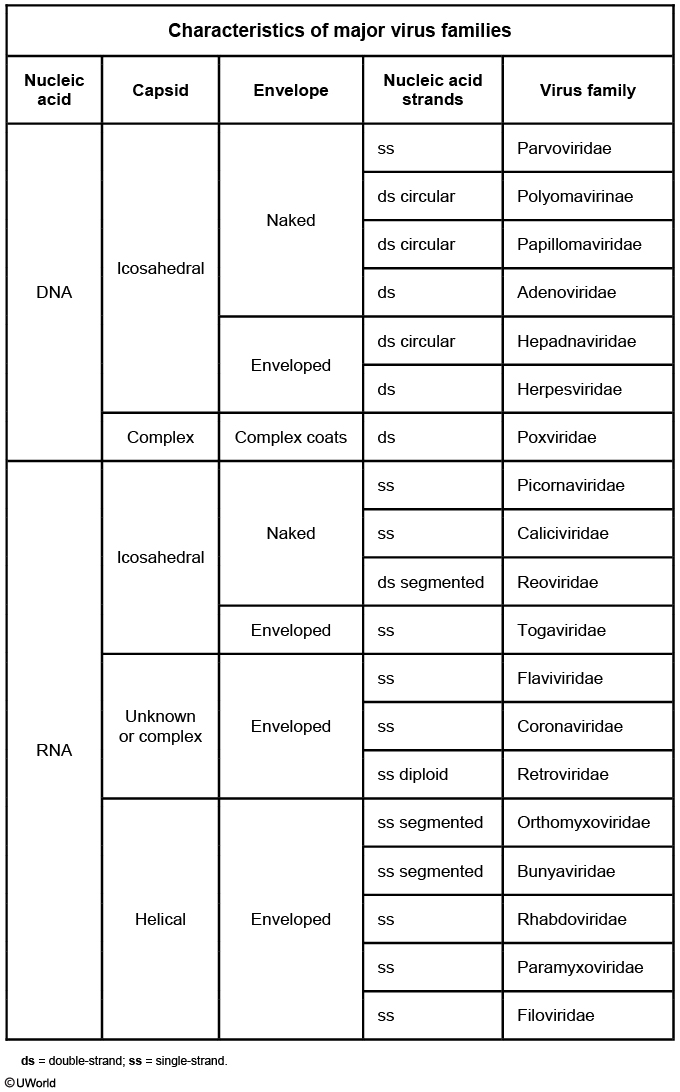 Characteristics of major virus families
Nucleic acid
Capsid
Envelope
Nucleic acid strands
Virus family
DNA
Icosahedral
Naked
ss
Parvoviridae
ds circular
Polyomavirinae
ds circular
Papillomaviridae
ds
Adenoviridae
Enveloped
ds circular
Hepadnaviridae
ds
Herpesviridae
Complex
Complex coats
ds
Poxviridae
RNA
Icosahedral
Naked
ss
Picornaviridae
ss
Caliciviridae
ds segmented
Reoviridae
Enveloped
ss
Togaviridae
Unknown or complex
Enveloped
ss
Flaviviridae
ss
Coronaviridae
ss diploid
Retroviridae
Helical
Enveloped
ss segmented
Orthomyxoviridae
ss segmented
Bunyaviridae
ss
Rhabdoviridae
ss
Paramyxoviridae
ss
Filoviridae
ds = double-strand; ss = single-strand.
©UWorld